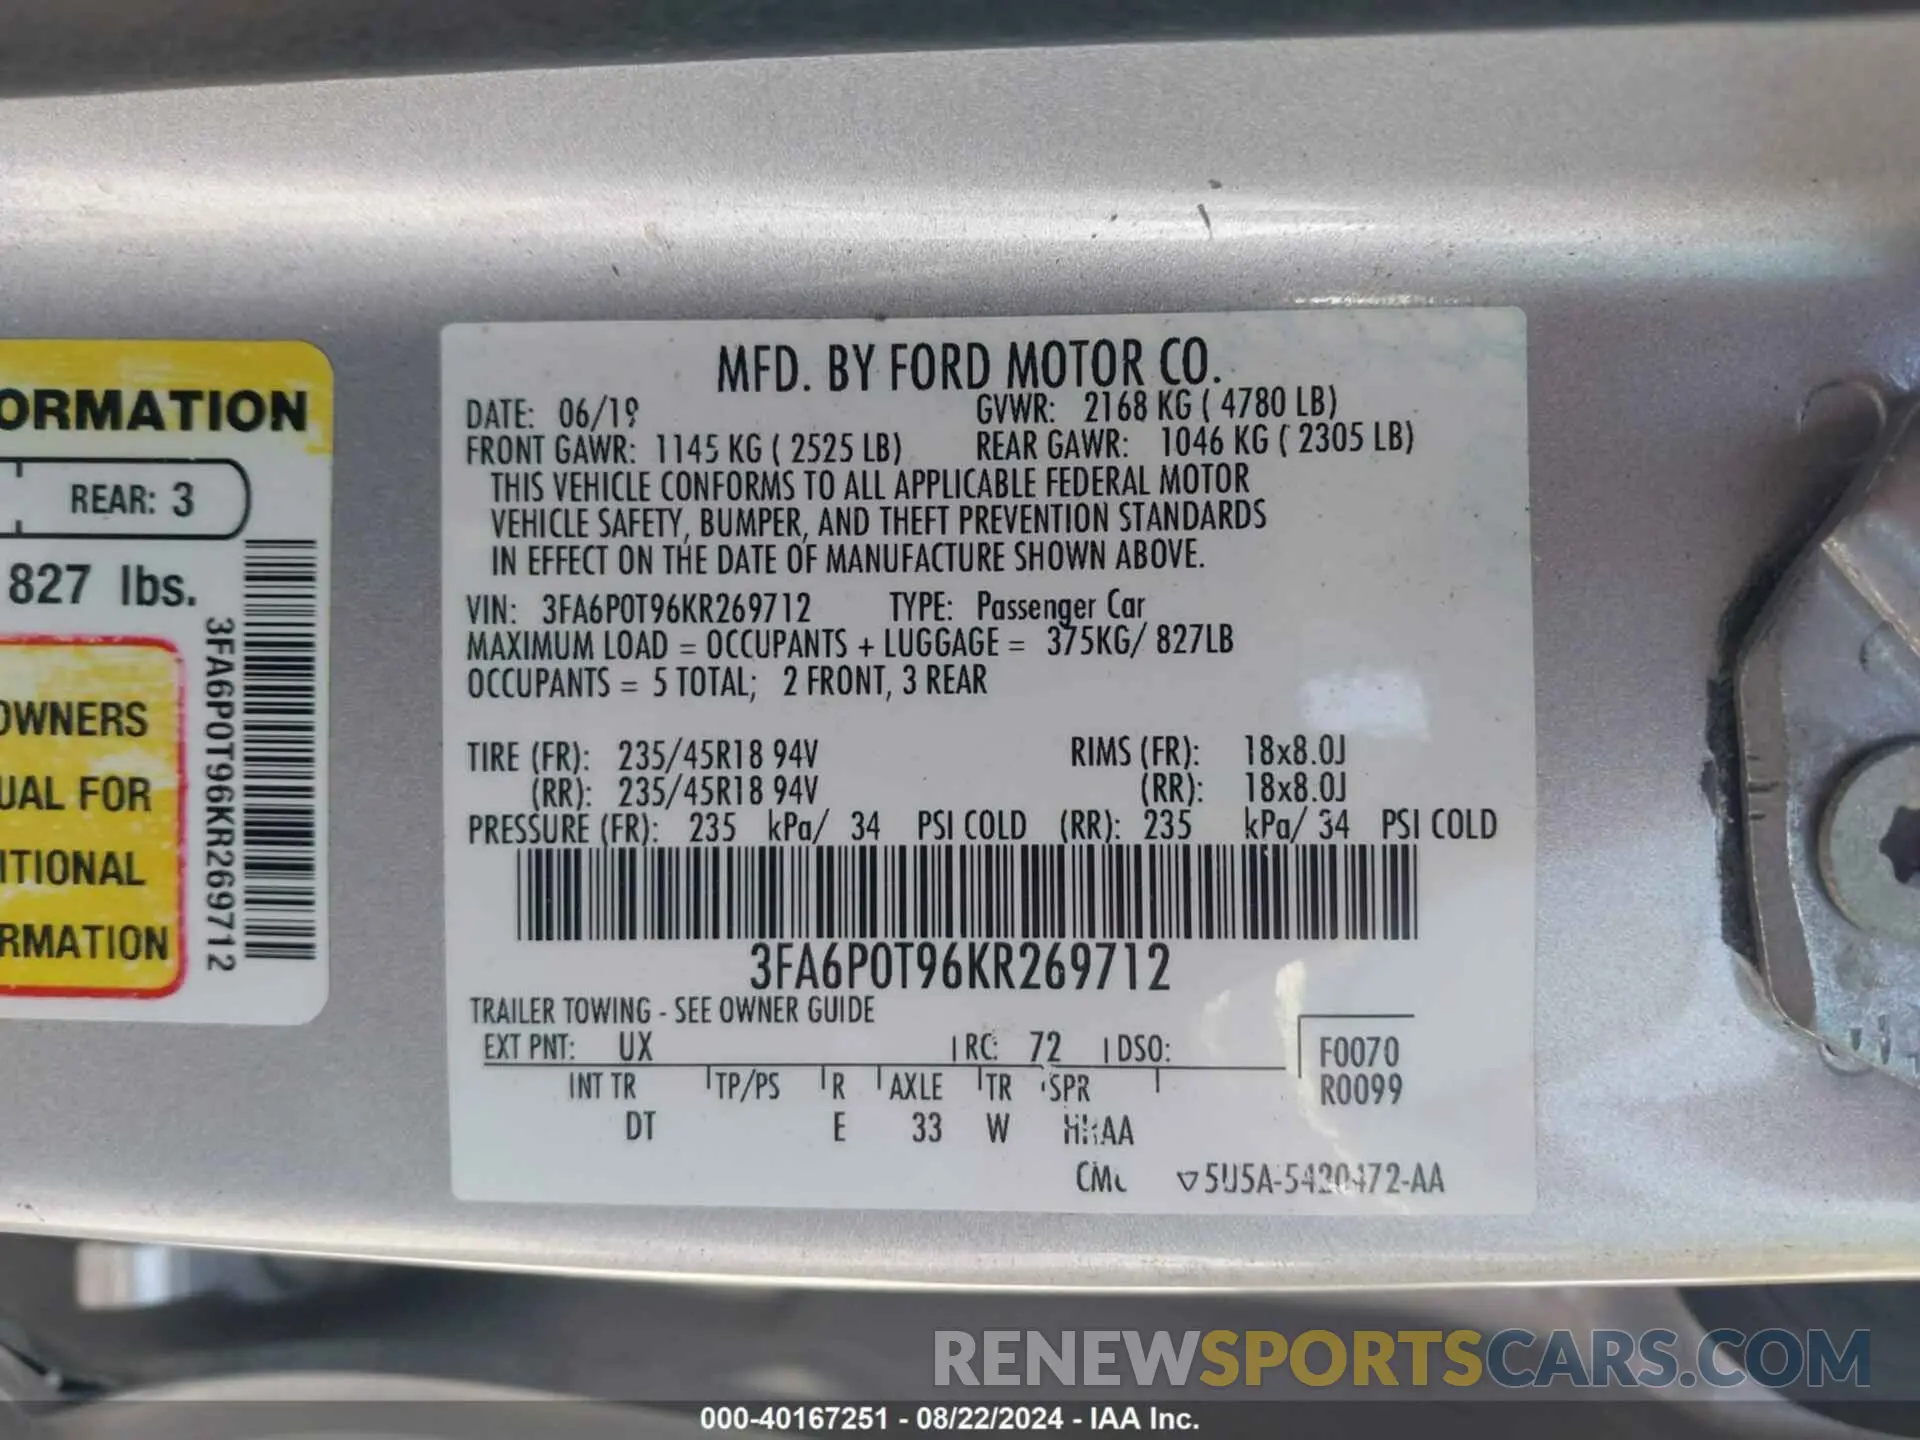 ORMATION
REAR: 3
827 lbs.
OWNERS
UAL FOR
ITIONAL
RMATION
3FA6P0T96KR269712
MFD. BY FORD MOTOR CO.
DATE: 06/19 GVWR: 2168 KG ( 4780 LB)
FRONT GAWR: 1145 KG ( 2525 LB) REAR GAWR: 1046 KG ( 2305 LB)
THIS VEHICLE CONFORMS TO ALL APPLICABLE FEDERAL MOTOR
VEHICLE SAFETY, BUMPER, AND THEFT PREVENTION STANDARDS
IN EFFECT ON THE DATE OF MANUFACTURE SHOWN ABOVE.
VIN: 3FA6P0T96KR269712 TYPE: Passenger Car
MAXIMUM LOAD = OCCUPANTS + LUGGAGE = 375KG/ 827LB
OCCUPANTS = 5 TOTAL; 2 FRONT, 3 REAR
TIRE (FR): 235/45R18 94V RIMS (FR): 18x8.0J
(RR): 235/45R18 94V (RR): 18x8.0J
PRESSURE (FR): 235 kPa/ 34 PSI COLD (RR): 235 kPa/ 34 PSI COLD
3FA6P0T96KR269712
TRAILER TOWING - SEE OWNER GUIDE
EXT PNT: UX RC: 72 DSO: F0070
INT TR TP/PS R AXLE TR SPR R0099
DT E 33 W
5U5A-5420472-AA
RENEWSPORTSCARS.COM
000-40167251 - 08/22/2024 - IAA Inc.